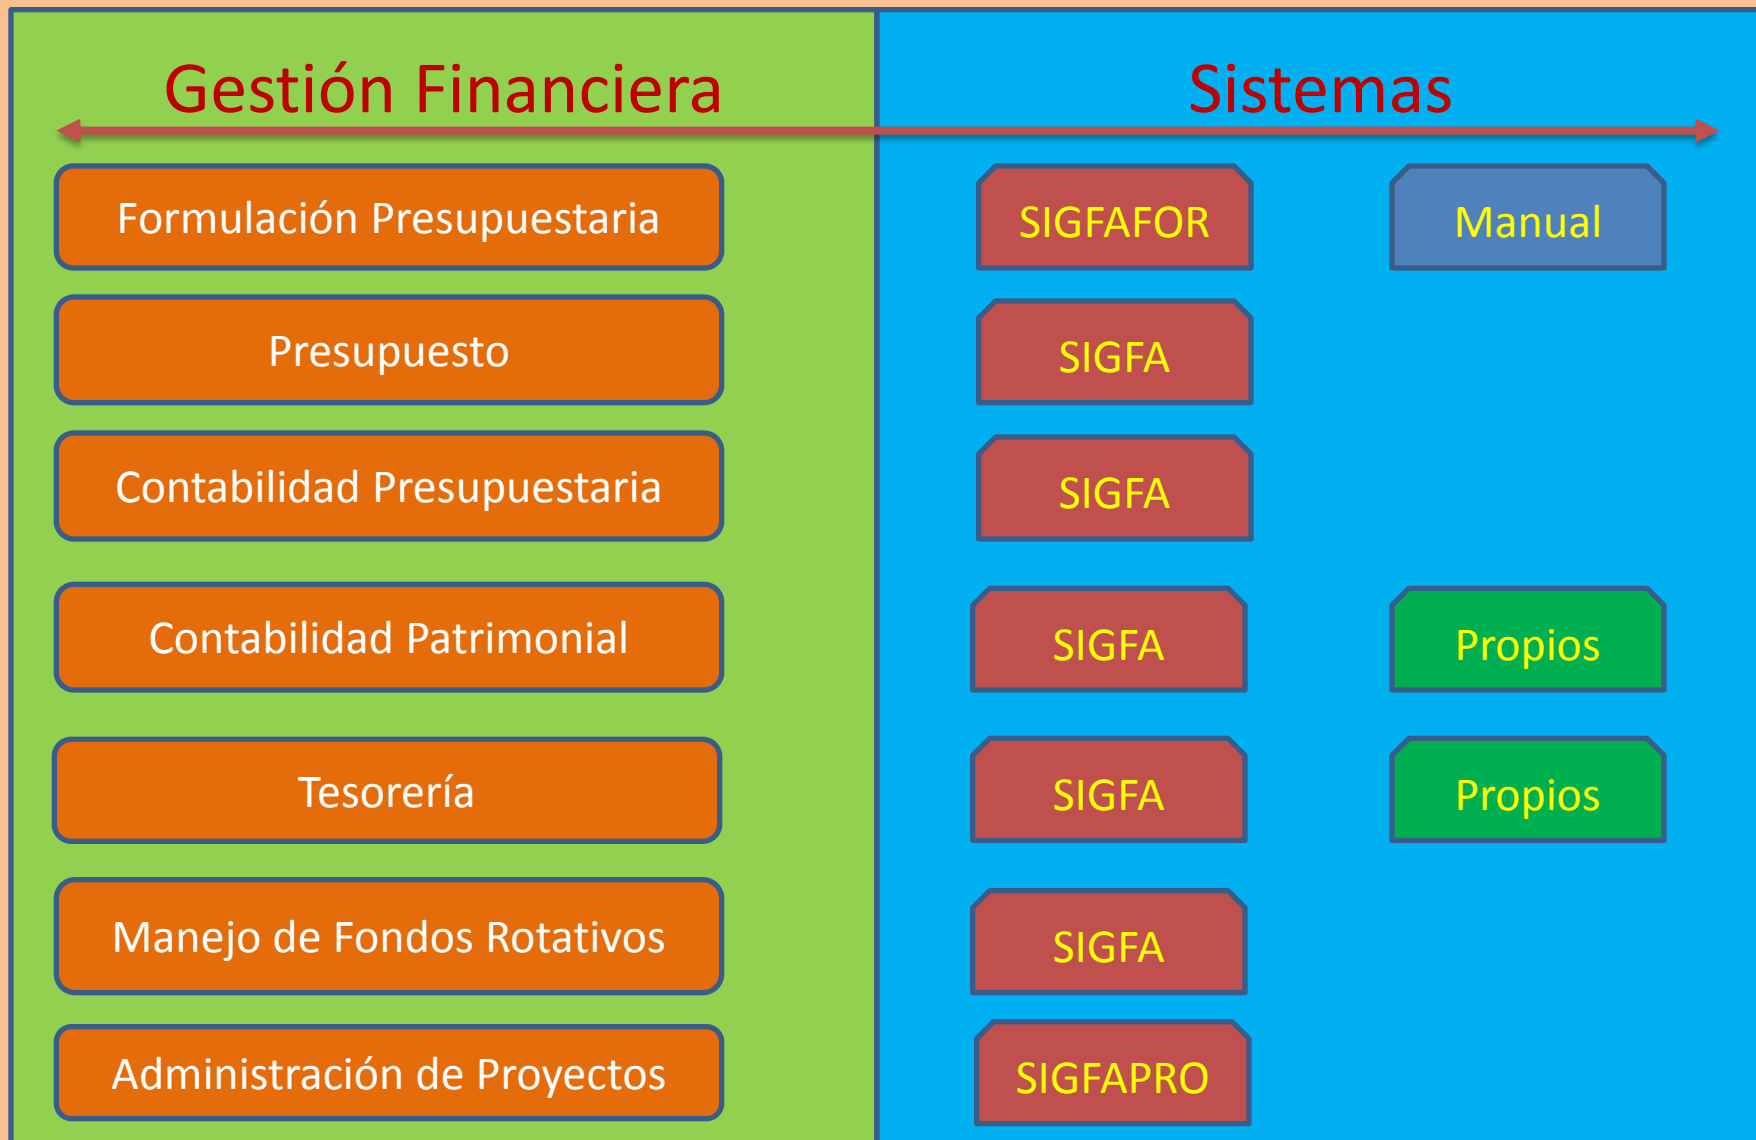 Gestión Financiera
Sistemas
Formulación Presupuestaria
SIGFAFOR
Manual
Presupuesto
SIGFA
Contabilidad Presupuestaria
SIGFA
Contabilidad Patrimonial
SIGFA
Propios
Tesorería
SIGFA
Propios
Manejo de Fondos Rotativos
SIGFA
Administración de Proyectos
SIGFAPRO